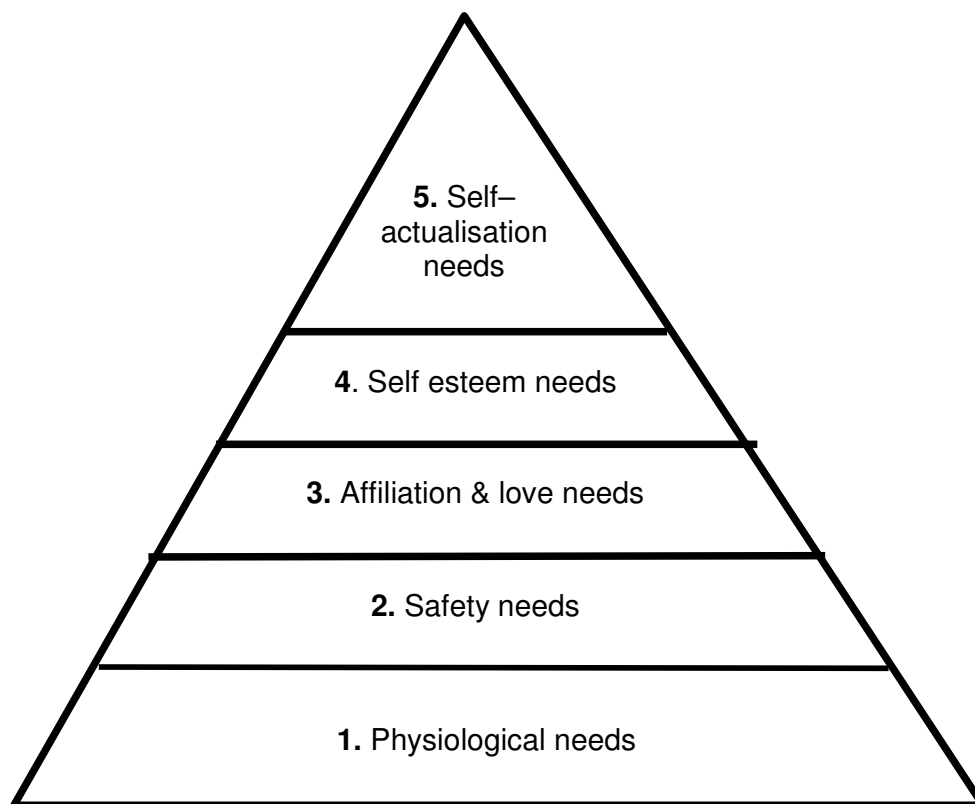 5. Self–
actualisation
needs
4. Self esteem needs
3. Affiliation & love needs
2. Safety needs
1. Physiological needs